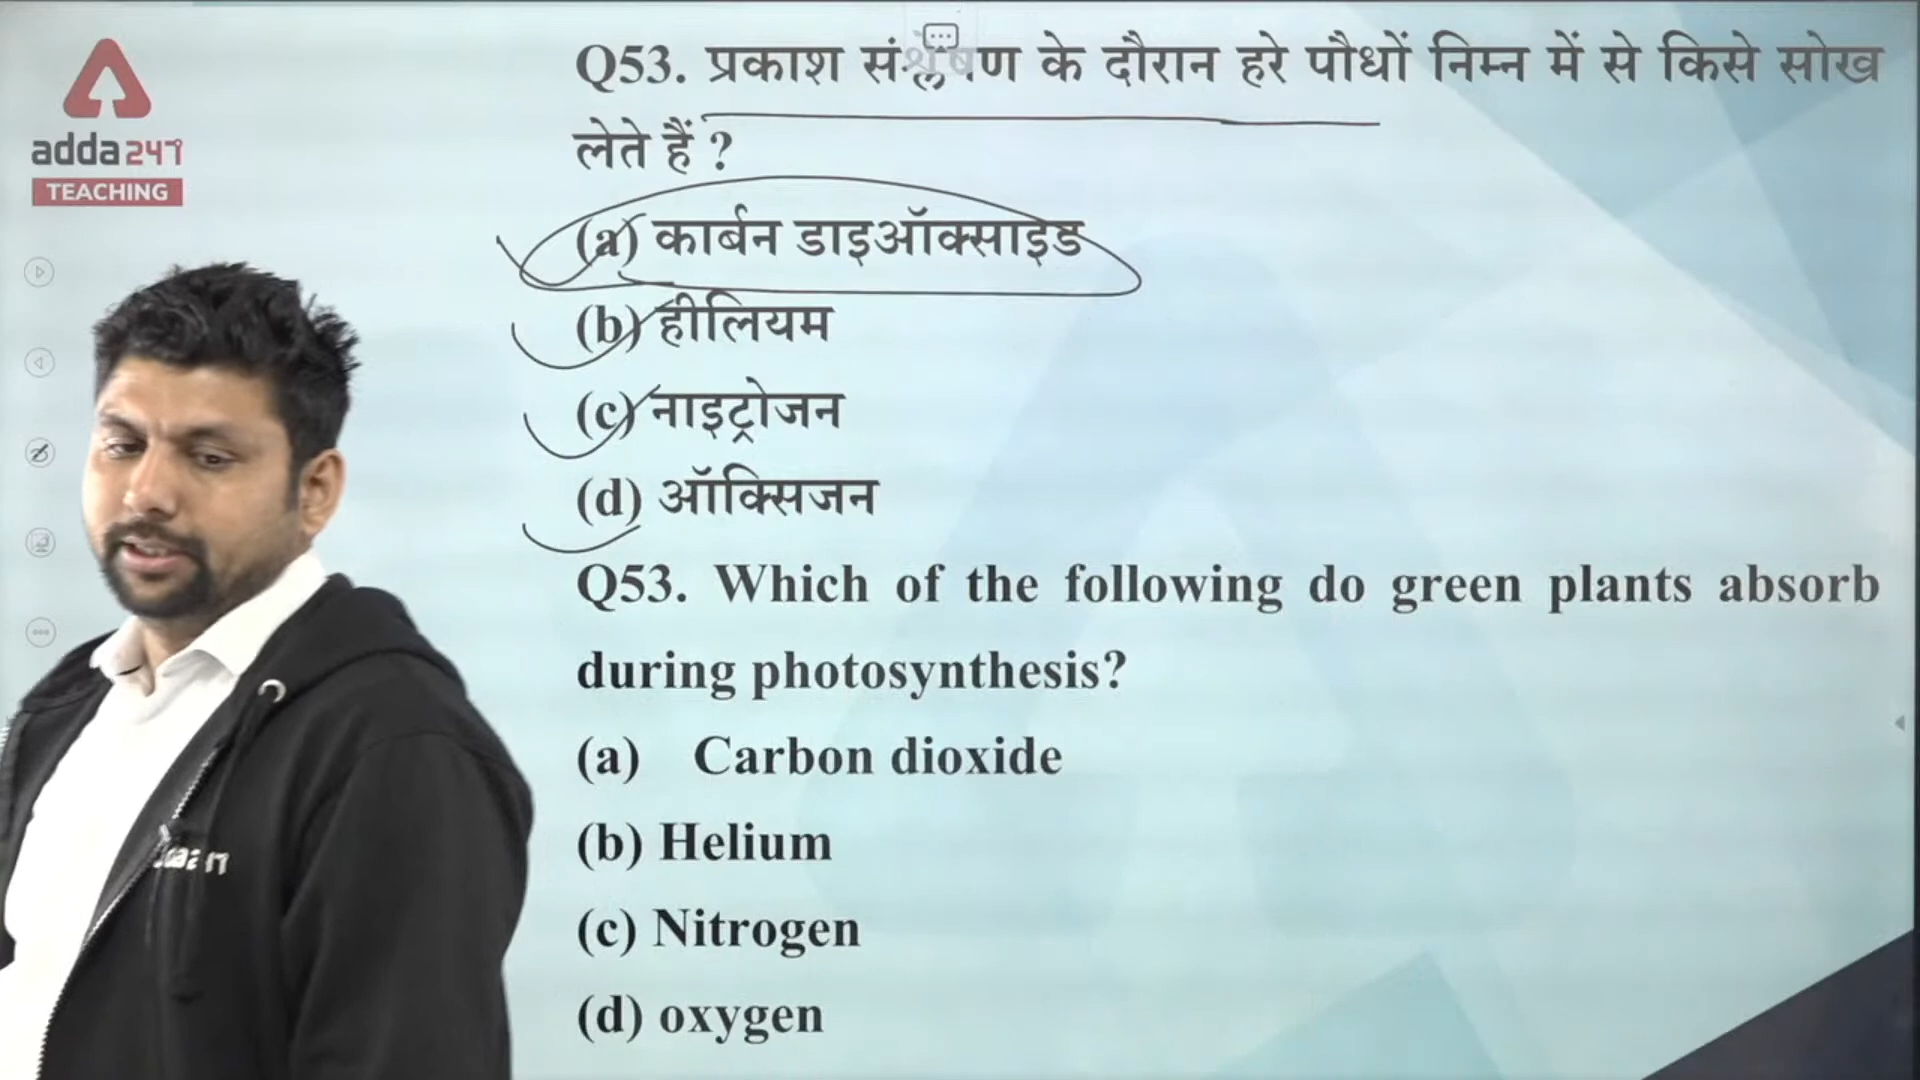 adda247
TEACHING
Q53. प्रकाश संश्लेषण के दौरान हरे पौधों निम्न में से किसे सोख
लेते हैं ?
(a) कार्बन डाइऑक्साइड
(b) हीलियम
(c) नाइट्रोजन
(d) ऑक्सिजन
Q53. Which of the following do green plants absorb
during photosynthesis?
(a) Carbon dioxide
(b) Helium
(c) Nitrogen
(d) oxygen